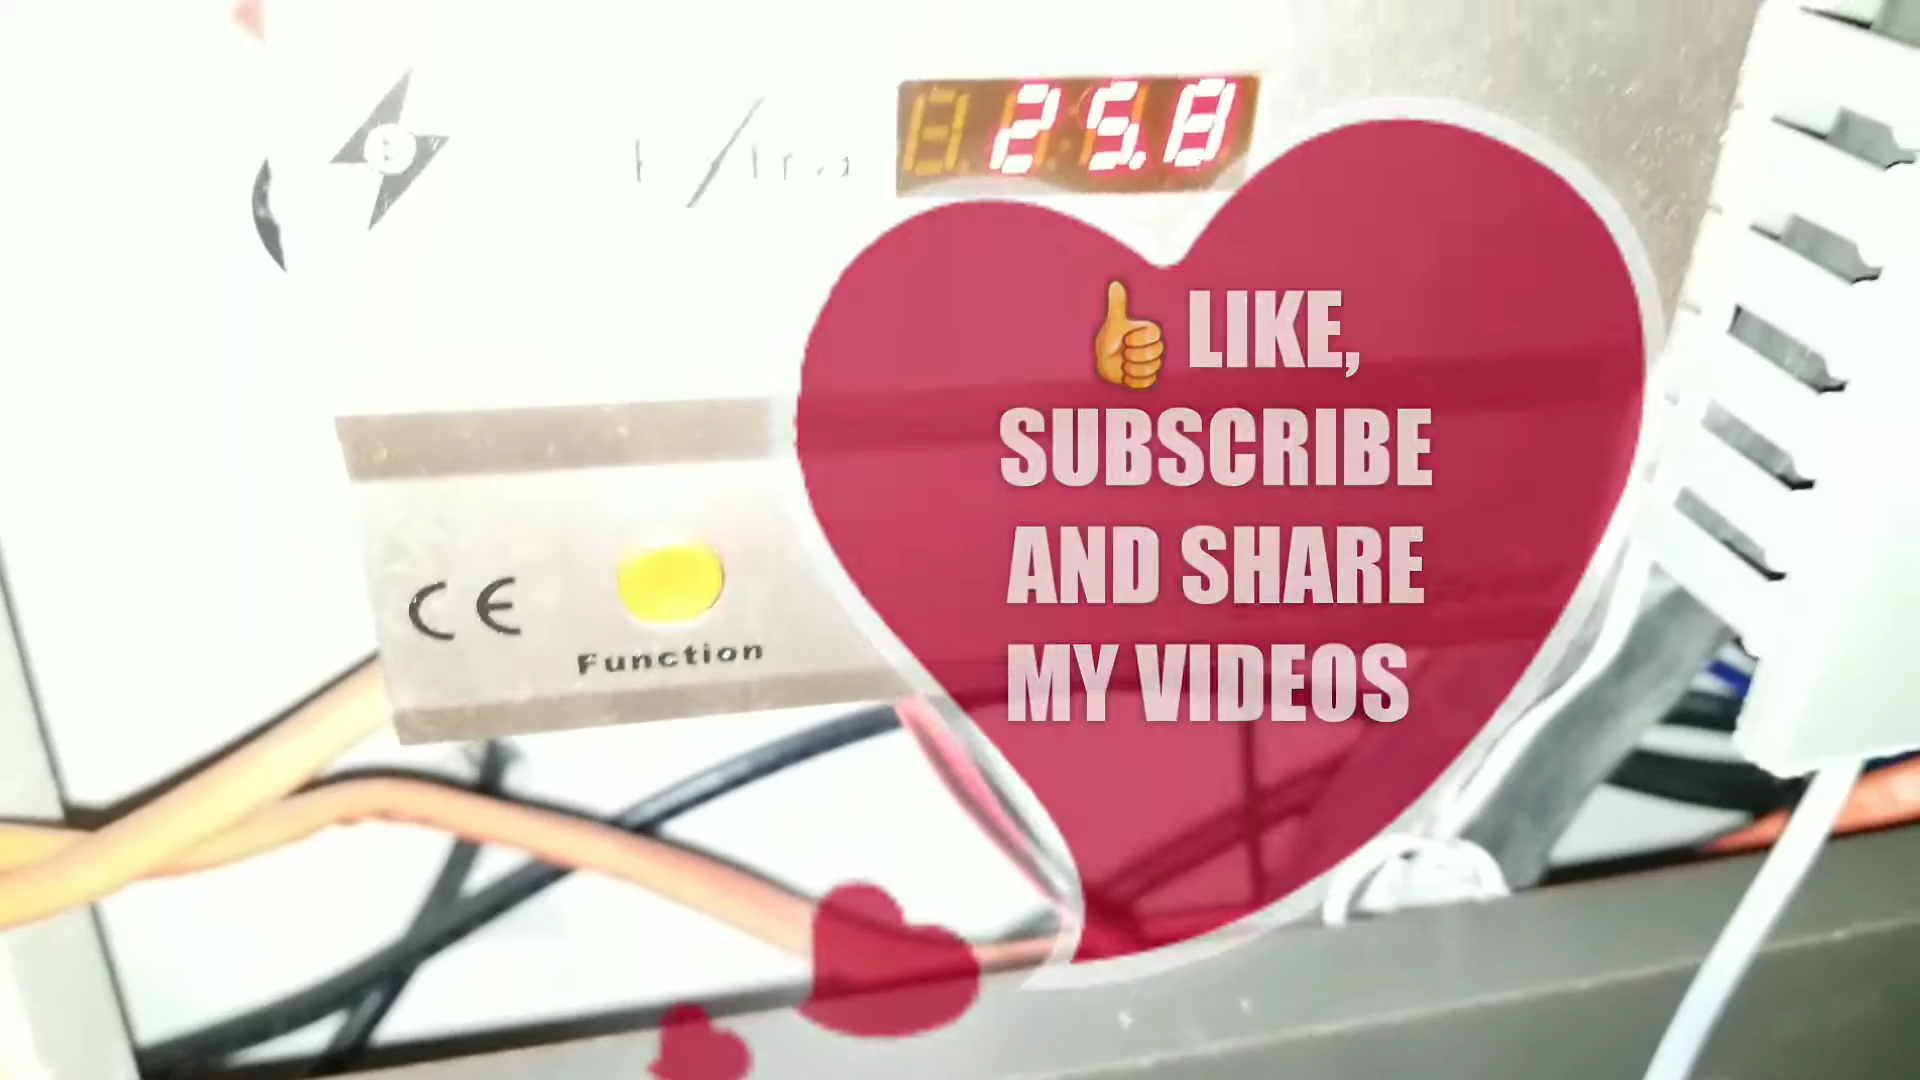 25.8
👍 LIKE,
SUBSCRIBE
AND SHARE
MY VIDEOS
CE
Function